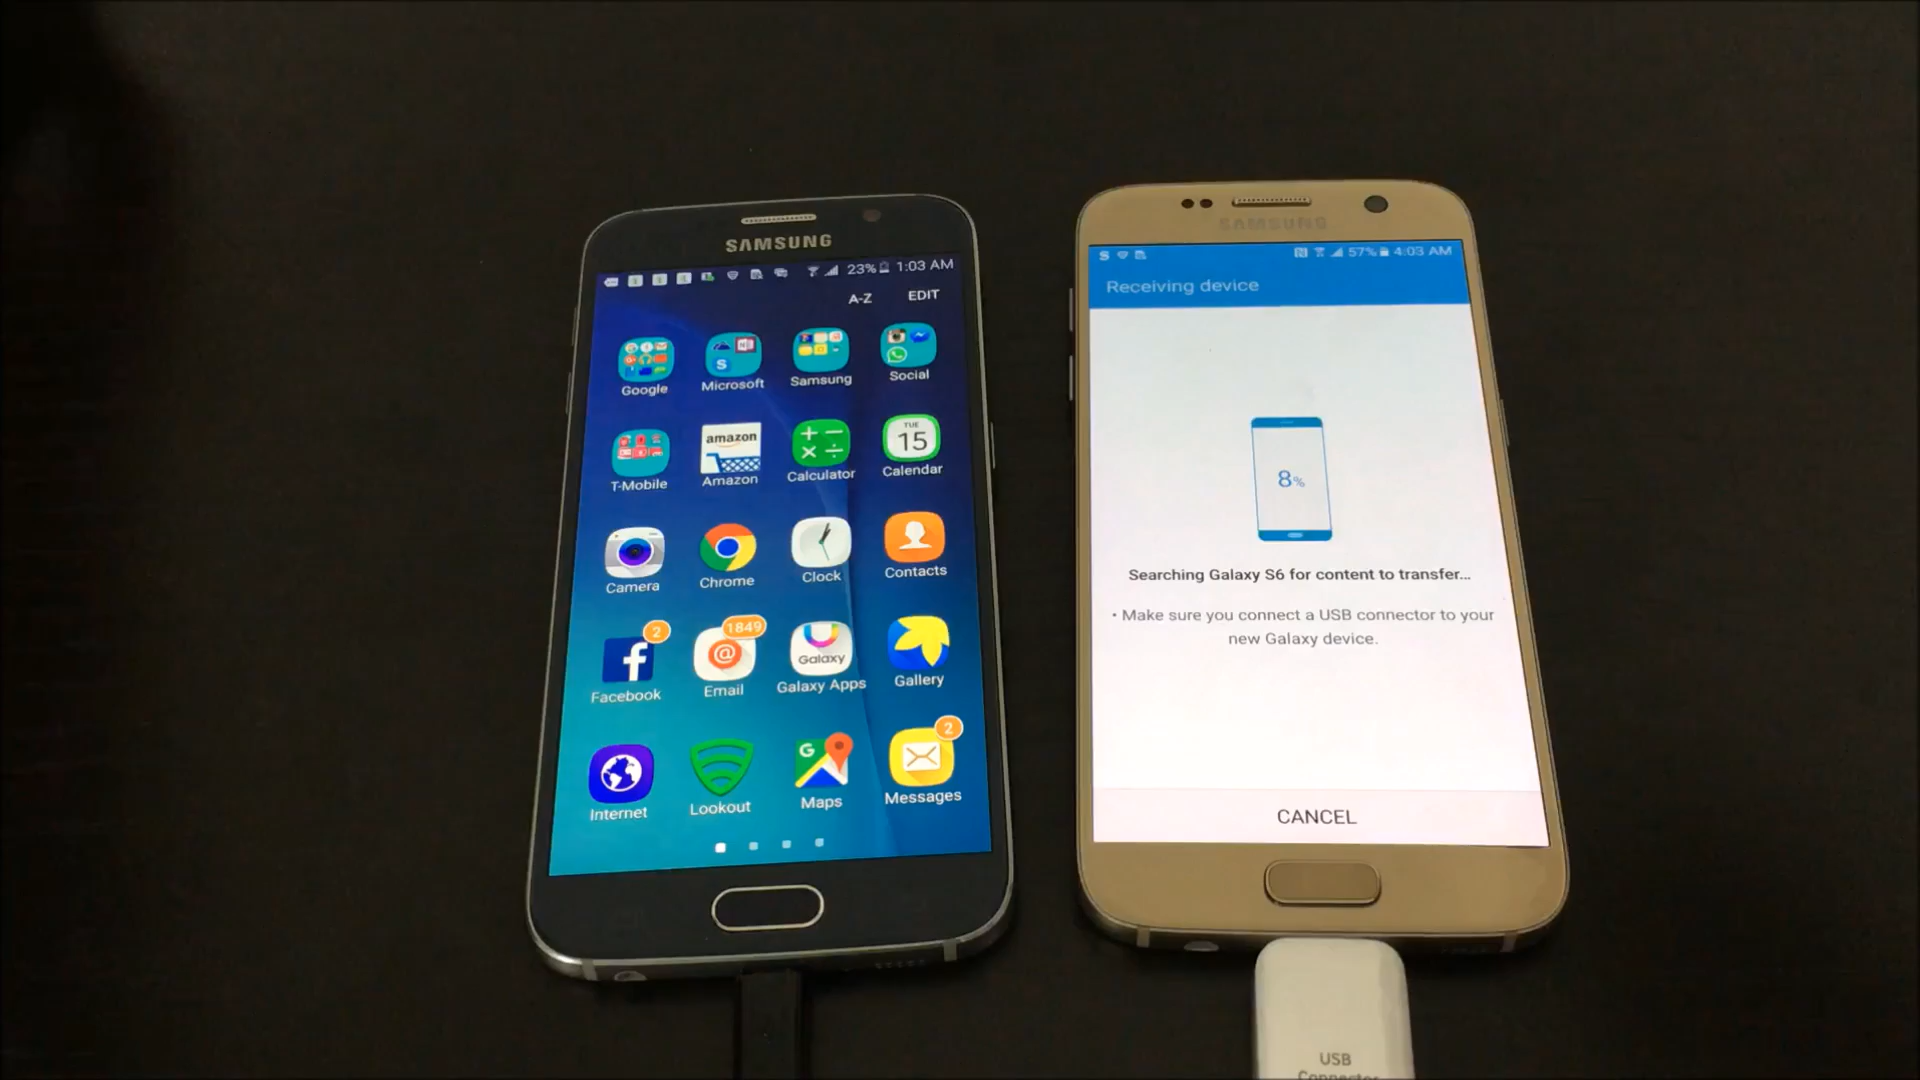 SAMSUNG
23% 1:03 AM
A-Z EDIT
Google Microsoft Samsung Social
amazon
TUE
15
T-Mobile Amazon Calculator Calendar
Camera Chrome Clock Contacts
2
1849
Galaxy
Facebook Email Galaxy Apps Gallery
2
Internet Lookout Maps Messages
SAMSUNG
57% 4:03 AM
Receiving device
8%
Searching Galaxy S6 for content to transfer...
• Make sure you connect a USB connector to your
new Galaxy device.
CANCEL
USB
Connector